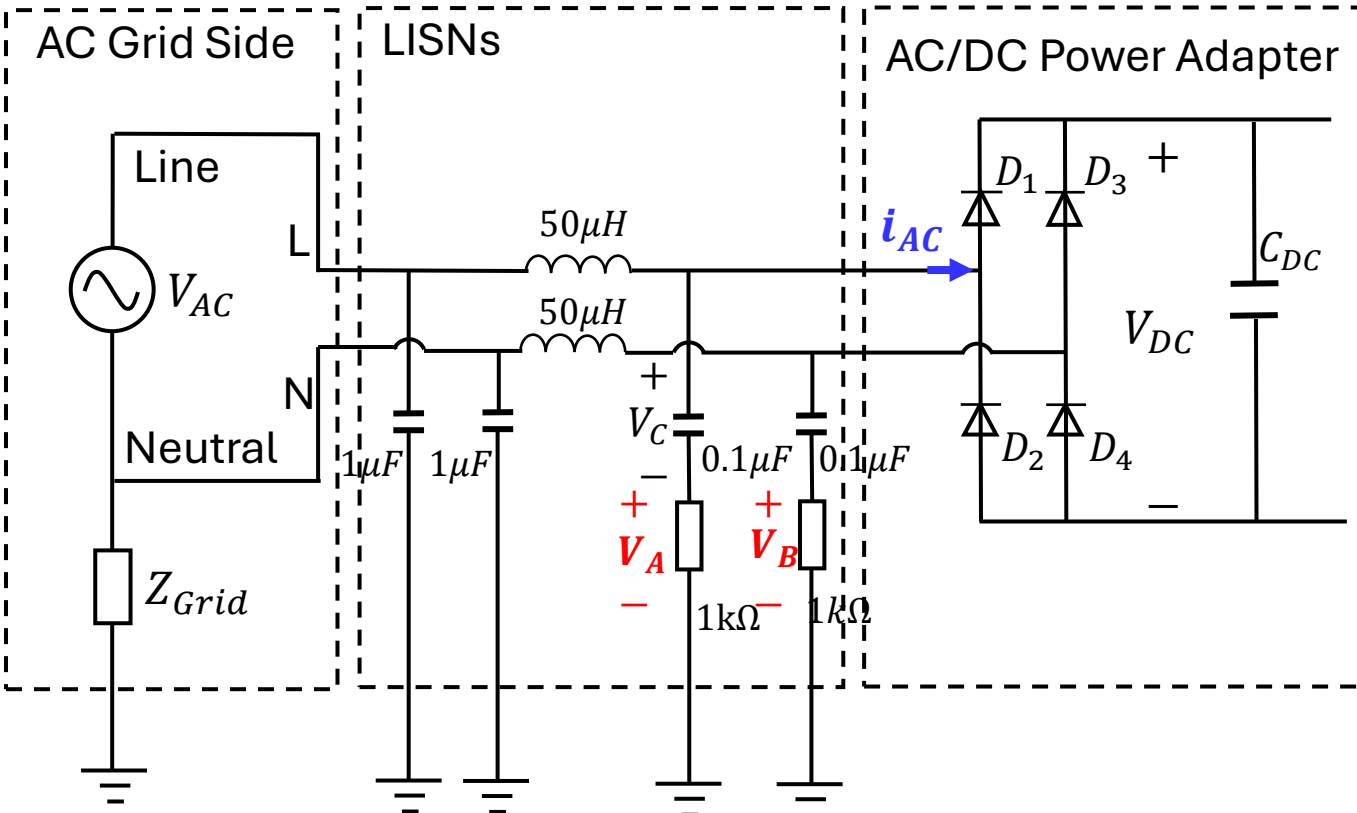 AC Grid Side
LISNs
AC/DC Power Adapter
Line
L
50μH
V_AC
50μH
i_AC
D_1
D_3
+
C_DC
V_DC
N
Neutral
1μF
1μF
+
V_C
−
0.1μF
0.1μF
D_2
D_4
−
+
V_A
−
+
V_B
−
1kΩ
1kΩ
Z_Grid